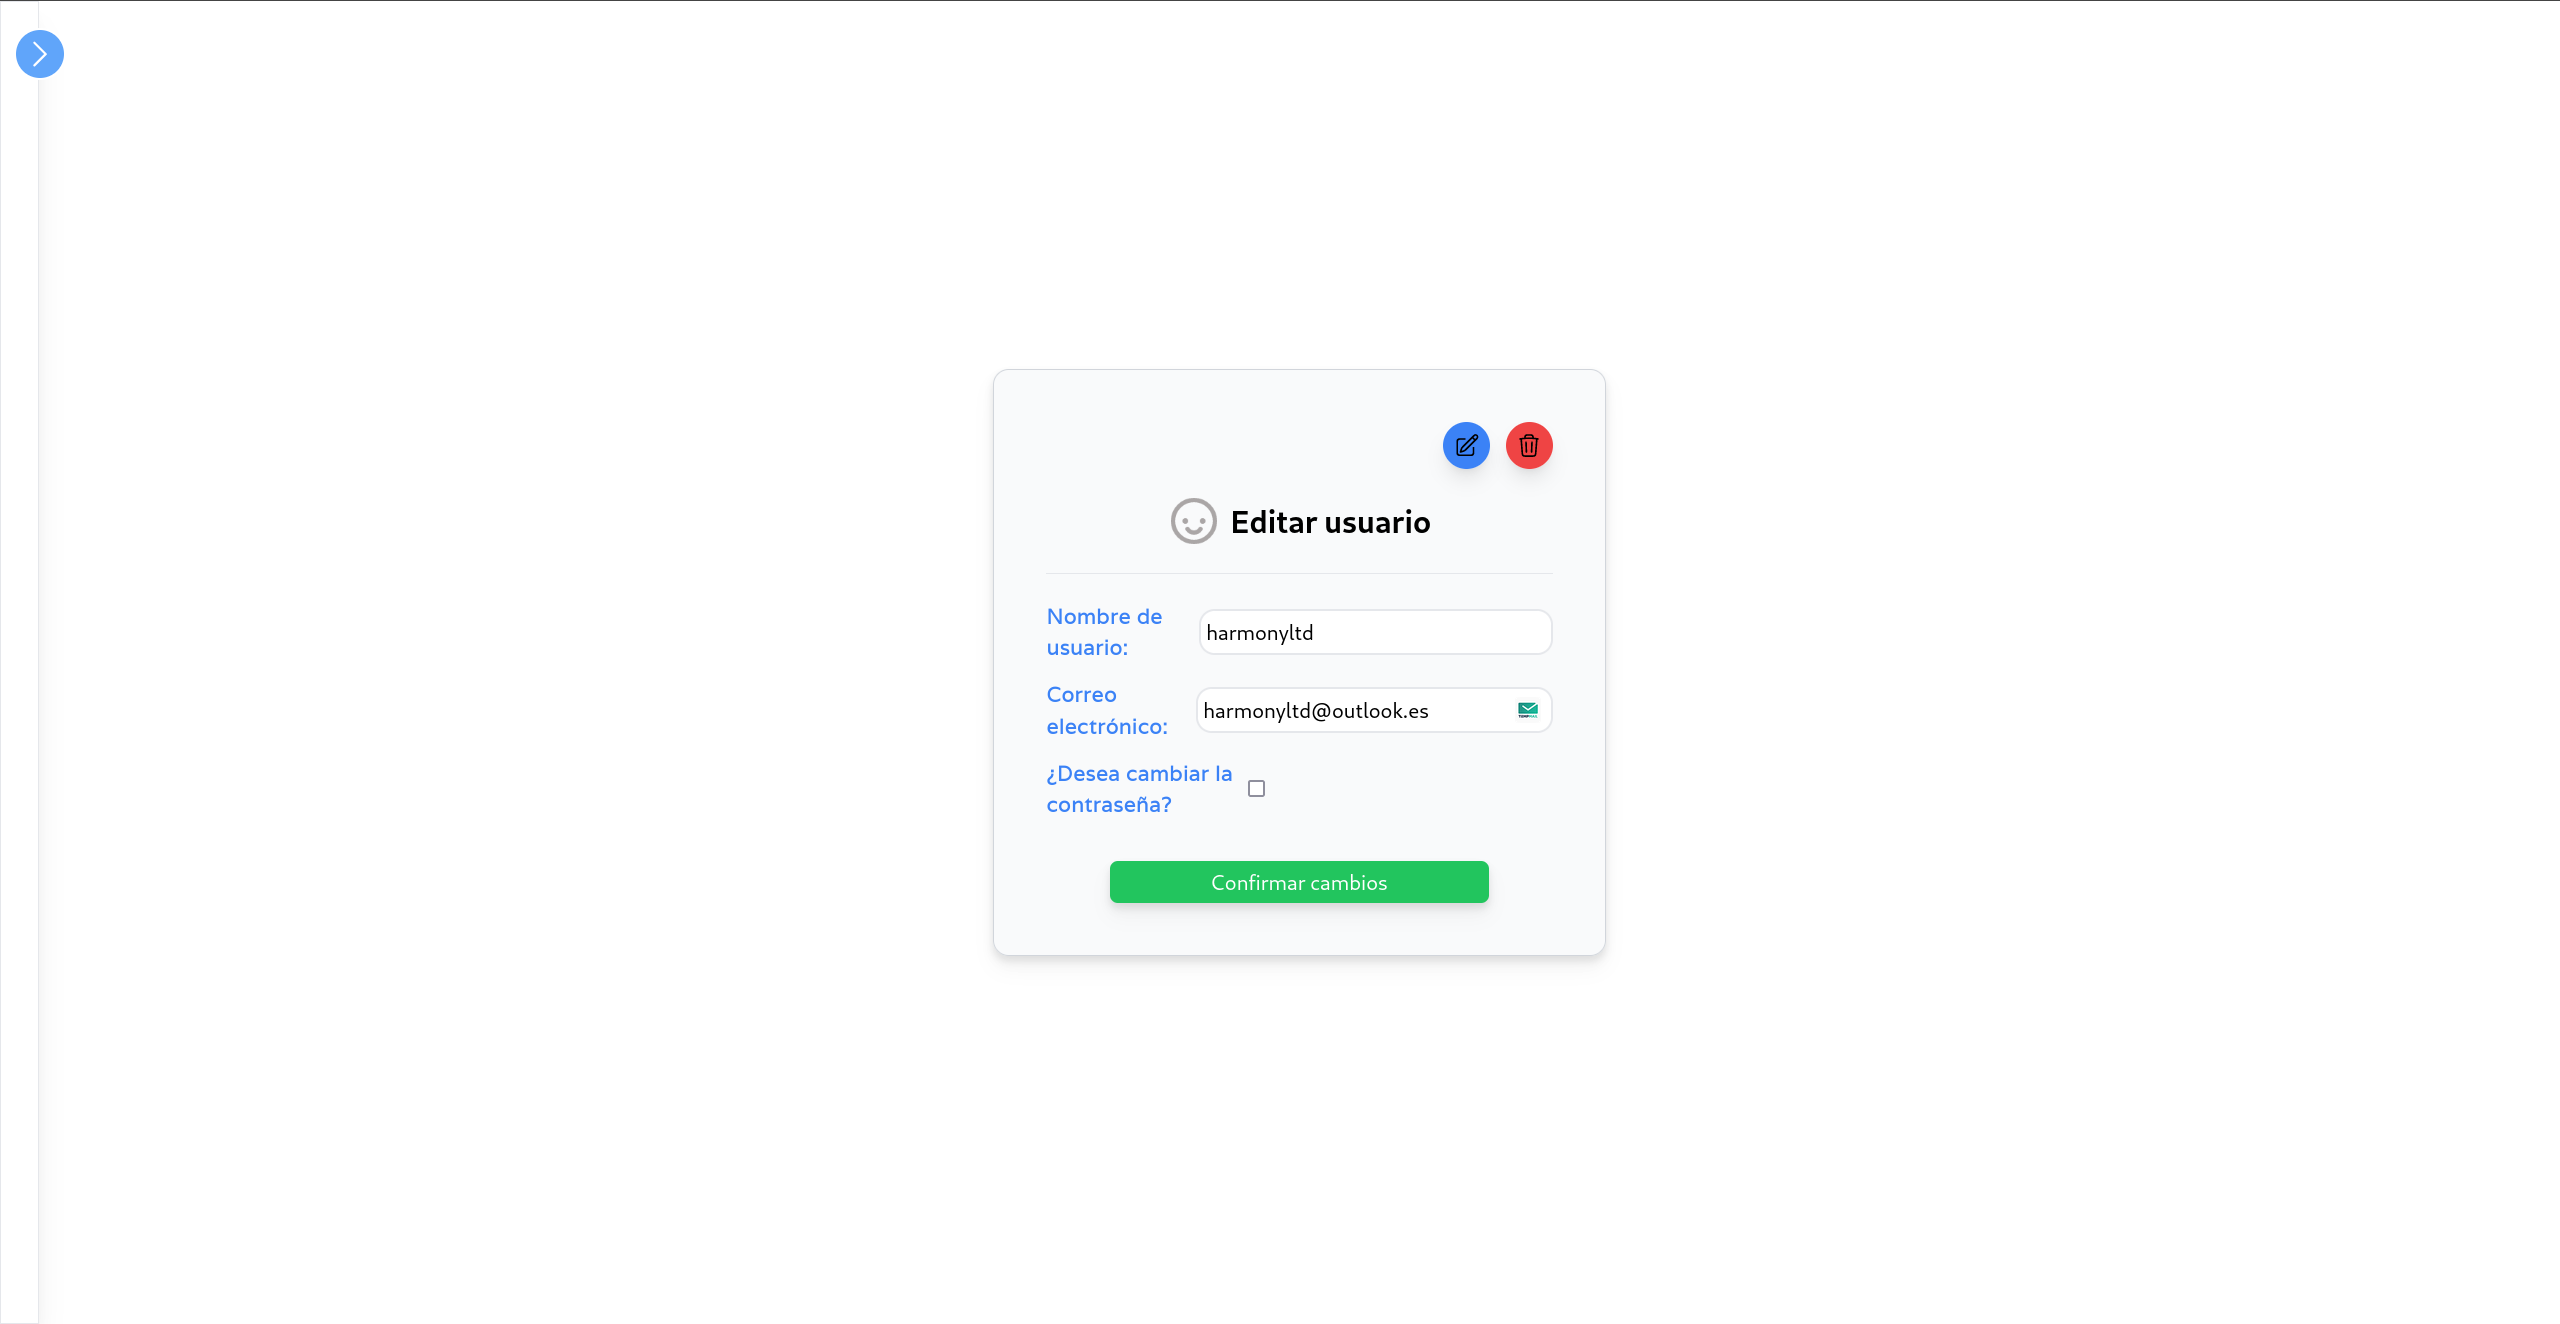 Editar usuario
Nombre de
usuario:
harmonyltd
Correo
electrónico:
harmonyltd@outlook.es
¿Desea cambiar la
contraseña?
Confirmar cambios